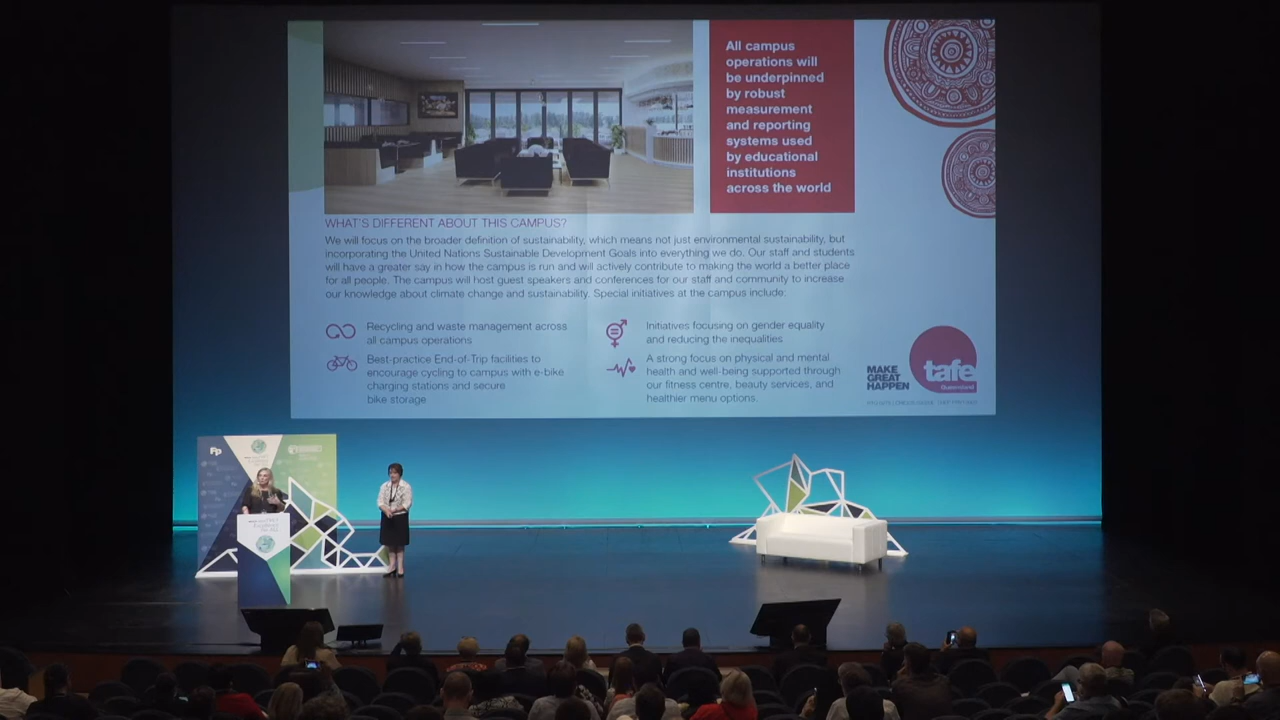 All campus
operations will
be underpinned
by robust
measurement
and reporting
systems used
by educational
institutions
across the world
WHAT'S DIFFERENT ABOUT THIS CAMPUS?
We will focus on the broader definition of sustainability, which means not just environmental sustainability, but
incorporating the United Nations Sustainable Development Goals into everything we do. Our staff and students
will have a greater say in how the campus is run and will actively contribute to making the world a better place
for all people. The campus will host guest speakers and conferences for our staff and community to increase
our knowledge about climate change and sustainability. Special initiatives at the campus include:
Recycling and waste management across
all campus operations
Best-practice End-of-Trip facilities to
encourage cycling to campus with e-bike
charging stations and secure
bike storage
Initiatives focusing on gender equality
and reducing the inequalities
A strong focus on physical and mental
health and well-being supported through
our fitness centre, beauty services, and
healthier menu options.
MAKE
GREAT
HAPPEN
tafe
Queensland